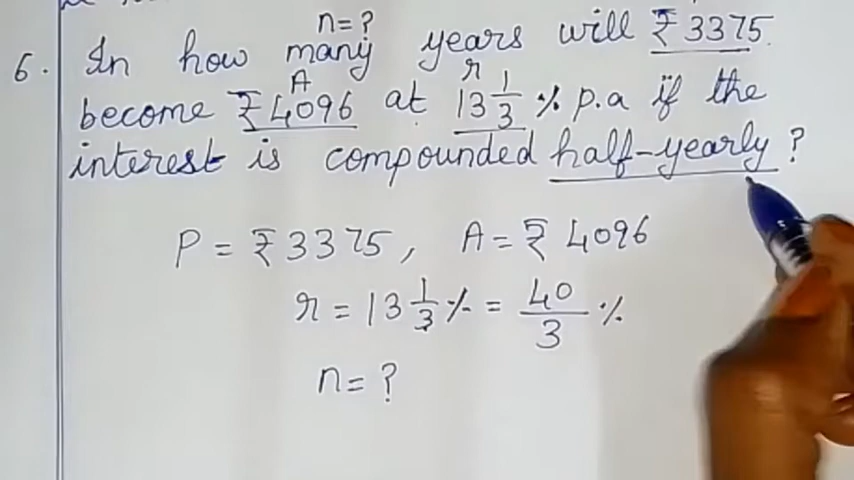 n=?
6. In how many years will ₹3375
A r
become ₹4096 at 13 1/3 % p.a if the
interest is compounded half-yearly ?
P = ₹3375, A = ₹4096
r = 13 1/3 % = 40/3 %
n = ?